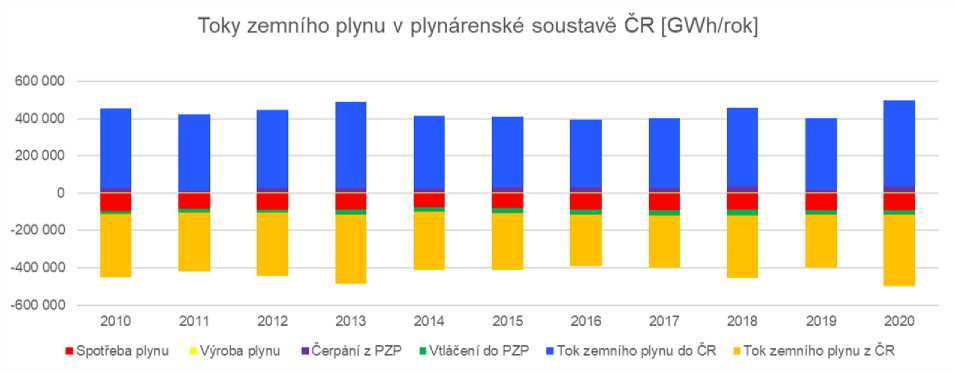 Toky zemního plynu v plynárenské soustavě ČR [GWh/rok]
600 000
400 000
200 000
0
-200 000
-400 000
-600 000
2010 2011 2012 2013 2014 2015 2016 2017 2018 2019 2020
Spotřeba plynu Výroba plynu Čerpání z PZP Vtláčení do PZP Tok zemního plynu do ČR Tok zemního plynu z ČR